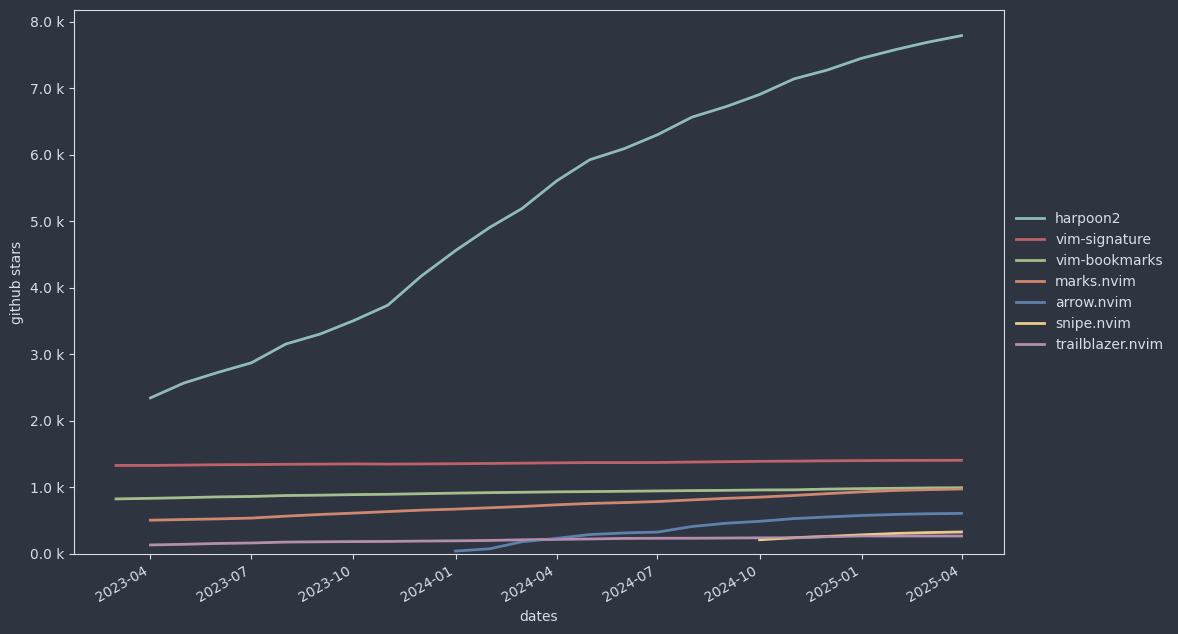 8.0 k
7.0 k
6.0 k
5.0 k
4.0 k
3.0 k
2.0 k
1.0 k
0.0 k
github stars
2023-04
2023-07
2023-10
2024-01
2024-04
2024-07
2024-10
2025-01
2025-04
dates
harpoon2
vim-signature
vim-bookmarks
marks.nvim
arrow.nvim
snipe.nvim
trailblazer.nvim